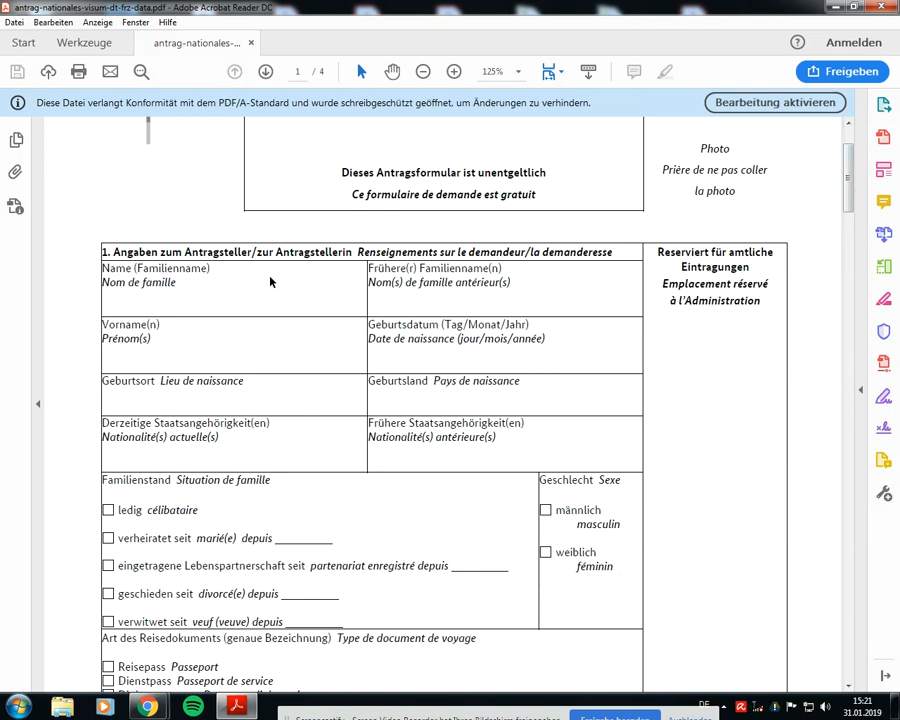 antrag-nationales-visum-dt-frz-data.pdf - Adobe Acrobat Reader DC
Datei Bearbeiten Anzeige Fenster Hilfe
Start Werkzeuge antrag-nationales-... × Anmelden
1 / 4 125% Freigeben
Diese Datei verlangt Konformität mit dem PDF/A-Standard und wurde schreibgeschützt geöffnet, um Änderungen zu verhindern. Bearbeitung aktivieren
Photo
Dieses Antragsformular ist unentgeltlich
Prière de ne pas coller
la photo
Ce formulaire de demande est gratuit
1. Angaben zum Antragsteller/zur Antragstellerin Renseignements sur le demandeur/la demanderesse
Reserviert für amtliche
Eintragungen
Emplacement réservé
à l'Administration
Name (Familienname)
Nom de famille
Frühere(r) Familienname(n)
Nom(s) de famille antérieur(s)
Vorname(n)
Prénom(s)
Geburtsdatum (Tag/Monat/Jahr)
Date de naissance (jour/mois/année)
Geburtsort Lieu de naissance
Geburtsland Pays de naissance
Derzeitige Staatsangehörigkeit(en)
Nationalité(s) actuelle(s)
Frühere Staatsangehörigkeit(en)
Nationalité(s) antérieure(s)
Familienstand Situation de famille
ledig célibataire
verheiratet seit marié(e) depuis __________
eingetragene Lebenspartnerschaft seit partenariat enregistré depuis __________
geschieden seit divorcé(e) depuis __________
verwitwet seit veuf (veuve) depuis __________
Geschlecht Sexe
männlich
masculin
weiblich
féminin
Art des Reisedokuments (genaue Bezeichnung) Type de document de voyage
Reisepass Passeport
Dienstpass Passeport de service
DE
15:21
31.01.2019